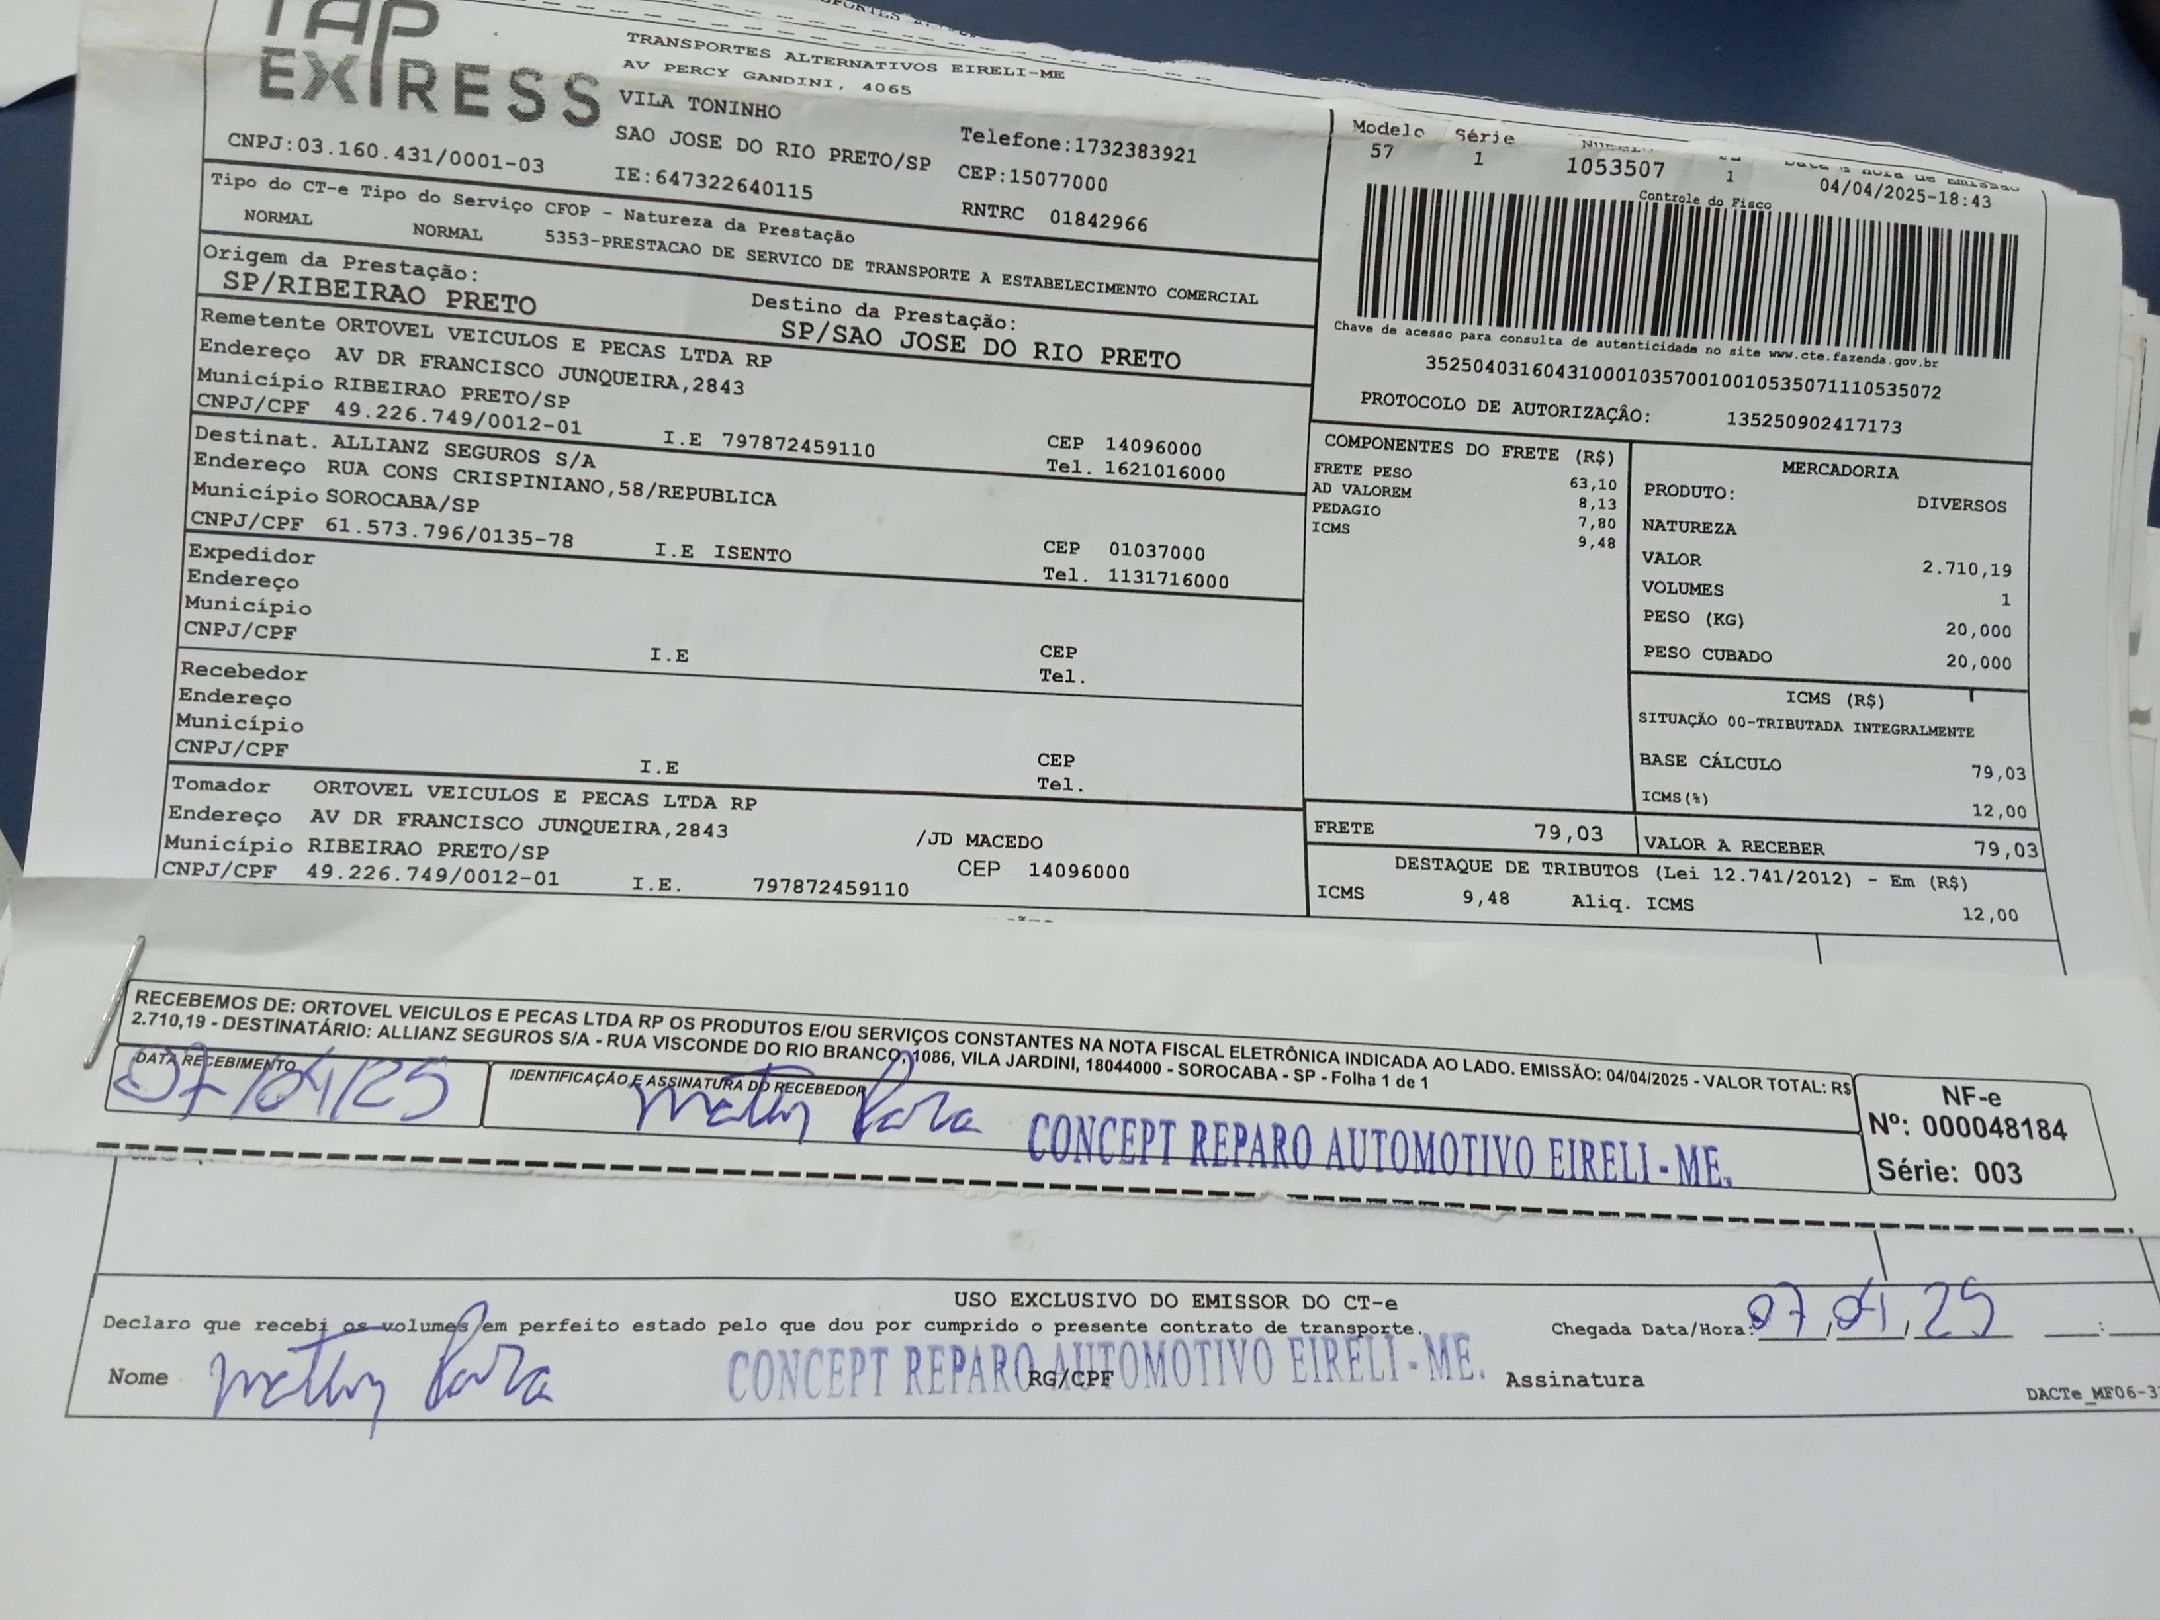 TAP
EXPRESS
TRANSPORTES ALTERNATIVOS EIRELI-ME
AV PERCY GANDINI, 4065
VILA TONINHO
SAO JOSE DO RIO PRETO/SP
Telefone:1732383921
CNPJ:03.160.431/0001-03
IE:647322640115
CEP:15077000
RNTRC 01842966
Modelo Série
57 1 1053507 1 04/04/2025-18:43
Controle do Fisco
Chave de acesso para consulta de autenticidade no site www.cte.fazenda.gov.br
35250403160431000103570010010535071110535072
PROTOCOLO DE AUTORIZAÇÃO: 135250902417173
Tipo do CT-e Tipo do Serviço CFOP - Natureza da Prestação
NORMAL NORMAL 5353-PRESTACAO DE SERVICO DE TRANSPORTE A ESTABELECIMENTO COMERCIAL
Origem da Prestação: Destino da Prestação:
SP/RIBEIRAO PRETO SP/SAO JOSE DO RIO PRETO
Remetente ORTOVEL VEICULOS E PECAS LTDA RP
Endereço AV DR FRANCISCO JUNQUEIRA,2843
Município RIBEIRAO PRETO/SP CEP 14096000
CNPJ/CPF 49.226.749/0012-01 I.E 797872459110 Tel. 1621016000
Destinat. ALLIANZ SEGUROS S/A
Endereço RUA CONS CRISPINIANO,58/REPUBLICA
Município SOROCABA/SP CEP 01037000
CNPJ/CPF 61.573.796/0135-78 I.E ISENTO Tel. 1131716000
Expedidor
Endereço
Município CEP
CNPJ/CPF I.E Tel.
Recebedor
Endereço
Município CEP
CNPJ/CPF I.E Tel.
Tomador ORTOVEL VEICULOS E PECAS LTDA RP
Endereço AV DR FRANCISCO JUNQUEIRA,2843 /JD MACEDO
Município RIBEIRAO PRETO/SP CEP 14096000
CNPJ/CPF 49.226.749/0012-01 I.E. 797872459110
COMPONENTES DO FRETE (R$)
FRETE PESO 63,10
AD VALOREM 8,13
PEDAGIO 7,80
ICMS 9,48
MERCADORIA
PRODUTO: DIVERSOS
NATUREZA
VALOR 2.710,19
VOLUMES 1
PESO (KG) 20,000
PESO CUBADO 20,000
ICMS (R$)
SITUAÇÃO 00-TRIBUTADA INTEGRALMENTE
BASE CÁLCULO 79,03
ICMS(%) 12,00
FRETE 79,03 VALOR A RECEBER 79,03
DESTAQUE DE TRIBUTOS (Lei 12.741/2012) - Em (R$)
ICMS 9,48 Aliq. ICMS 12,00
RECEBEMOS DE: ORTOVEL VEICULOS E PECAS LTDA RP OS PRODUTOS E/OU SERVIÇOS CONSTANTES NA NOTA FISCAL ELETRÔNICA INDICADA AO LADO. EMISSÃO: 04/04/2025 - VALOR TOTAL: R$
2.710,19 - DESTINATÁRIO: ALLIANZ SEGUROS S/A - RUA VISCONDE DO RIO BRANCO, 1086, VILA JARDINI, 18044000 - SOROCABA - SP - Folha 1 de 1
DATA RECEBIMENTO IDENTIFICAÇÃO E ASSINATURA DO RECEBEDOR
07/04/25
CONCEPT REPARO AUTOMOTIVO EIRELI-ME.
NF-e
Nº: 000048184
Série: 003
USO EXCLUSIVO DO EMISSOR DO CT-e
Declaro que recebi os volumes em perfeito estado pelo que dou por cumprido o presente contrato de transporte. Chegada Data/Hora: 07,04,25
CONCEPT REPARO AUTOMOTIVO EIRELI-ME.
Nome RG/CPF Assinatura
DACTe_MF06-3